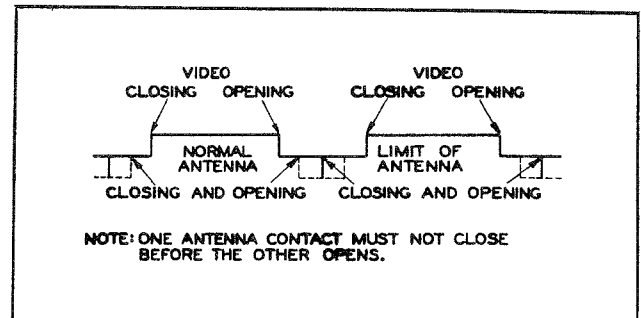 VIDEO VIDEO
CLOSING OPENING CLOSING OPENING
NORMAL ANTENNA LIMIT OF ANTENNA
CLOSING AND OPENING CLOSING AND OPENING
NOTE: ONE ANTENNA CONTACT MUST NOT CLOSE
BEFORE THE OTHER OPENS.